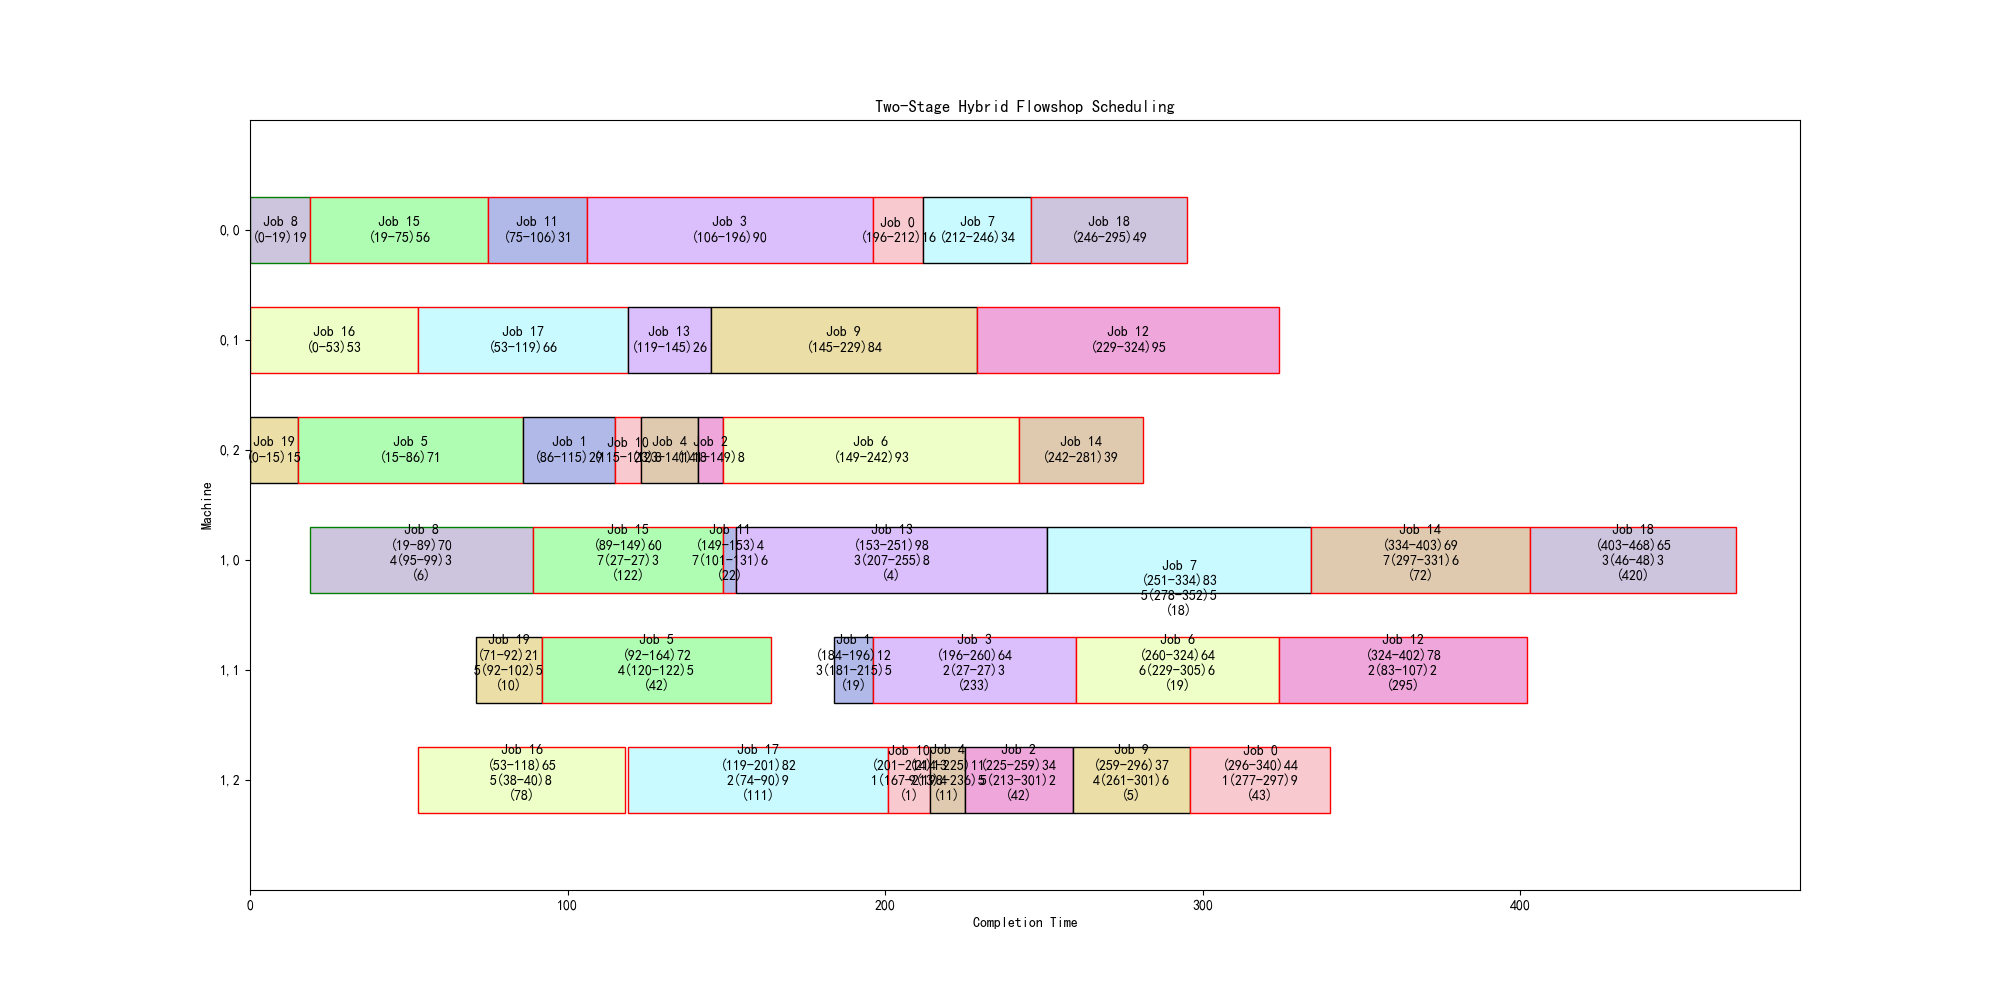 Two-Stage Hybrid Flowshop Scheduling
Machine
0,0
Job 8
(0-19)19
Job 15
(19-75)56
Job 11
(75-106)31
Job 3
(106-196)90
Job 0
(196-212)16
Job 7
(212-246)34
Job 18
(246-295)49
0,1
Job 16
(0-53)53
Job 17
(53-119)66
Job 13
(119-145)26
Job 9
(145-229)84
Job 12
(229-324)95
0,2
Job 19
(0-15)15
Job 5
(15-86)71
Job 1
(86-115)29
Job 10
(115-123)8
Job 4
(123-141)18
Job 2
(141-149)8
Job 6
(149-242)93
Job 14
(242-281)39
1,0
Job 8
(19-89)70
4(95-99)3
(6)
Job 15
(89-149)60
7(27-27)3
(122)
Job 11
(149-153)4
7(101-131)6
(22)
Job 13
(153-251)98
3(207-255)8
(4)
Job 7
(251-334)83
5(278-352)5
(18)
Job 14
(334-403)69
7(297-331)6
(72)
Job 18
(403-468)65
3(46-48)3
(420)
1,1
Job 19
(71-92)21
5(92-102)5
(10)
Job 5
(92-164)72
4(120-122)5
(42)
Job 1
(184-196)12
3(181-215)5
(19)
Job 3
(196-260)64
2(27-27)3
(233)
Job 6
(260-324)64
6(229-305)6
(19)
Job 12
(324-402)78
2(83-107)2
(295)
1,2
Job 16
(53-118)65
5(38-40)8
(78)
Job 17
(119-201)82
2(74-90)9
(111)
Job 10
(201-214)13
(1)
Job 4
(214-225)11
(11)
Job 2
(225-259)34
5(213-301)2
(42)
Job 9
(259-296)37
4(261-301)6
(5)
Job 0
(296-340)44
1(277-297)9
(43)
0
100
200
300
400
Completion Time